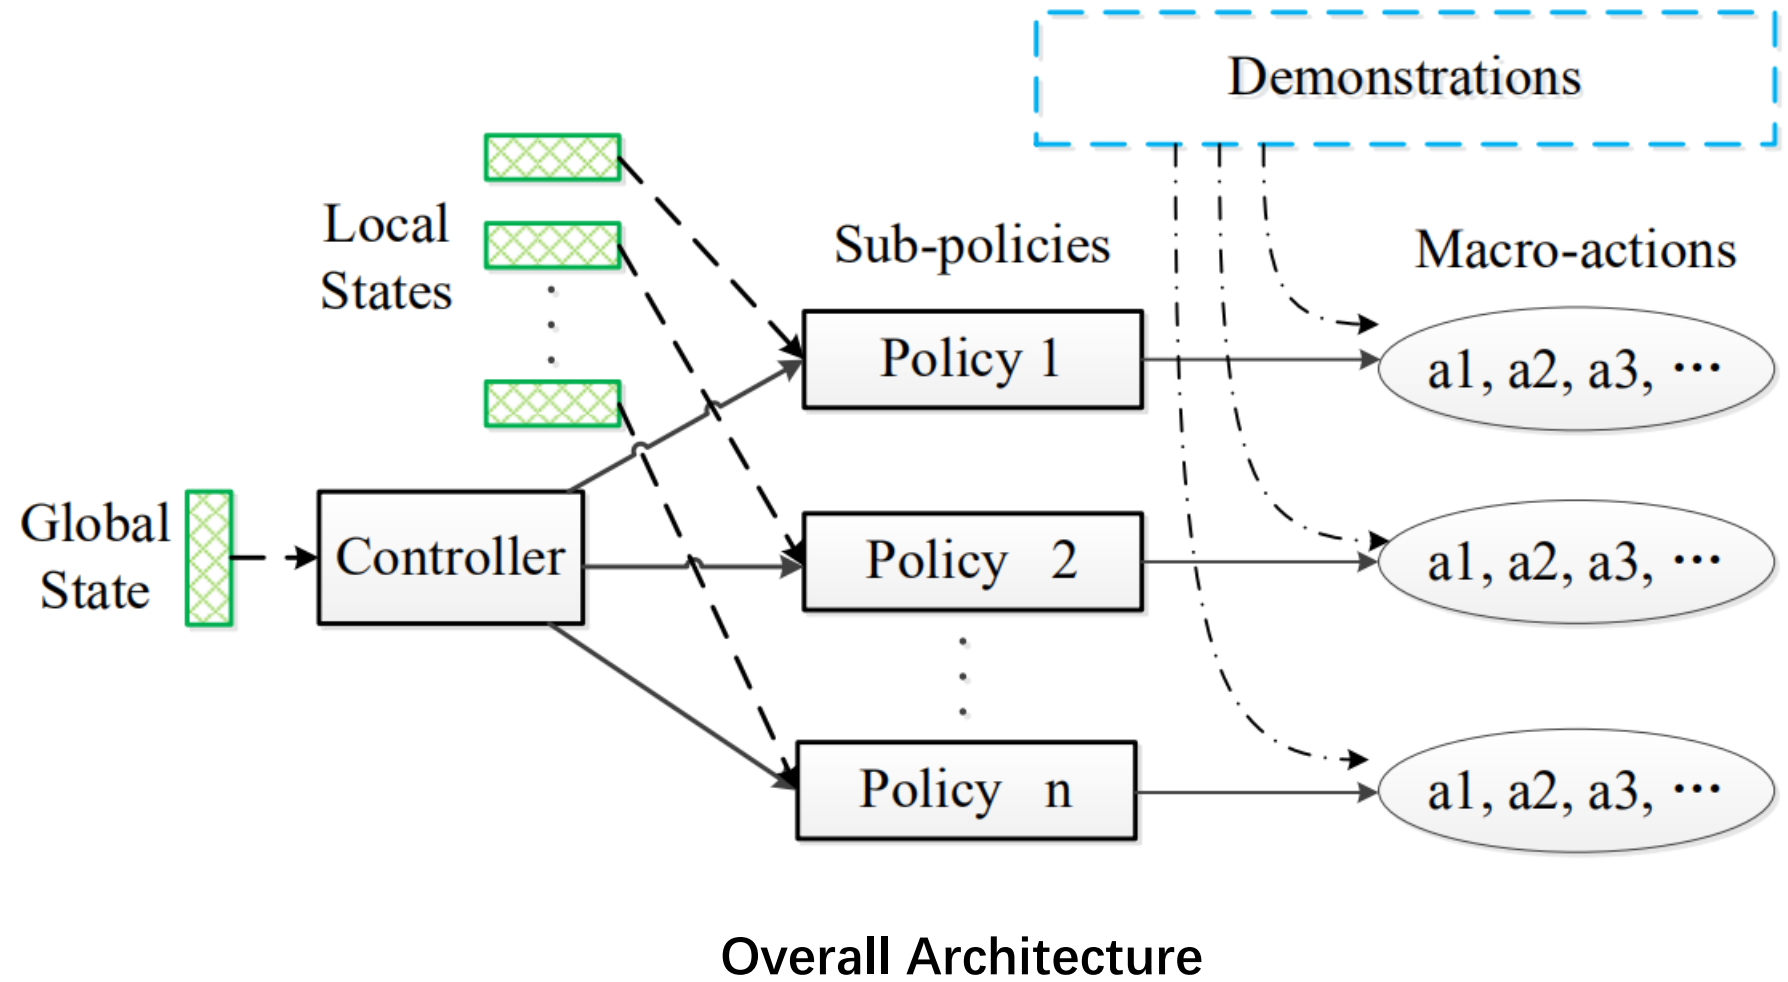 Demonstrations
Local
States
Sub-policies
Macro-actions
Policy 1
a1, a2, a3, ···
Global
State
Controller
Policy 2
a1, a2, a3, ···
Policy n
a1, a2, a3, ···
Overall Architecture